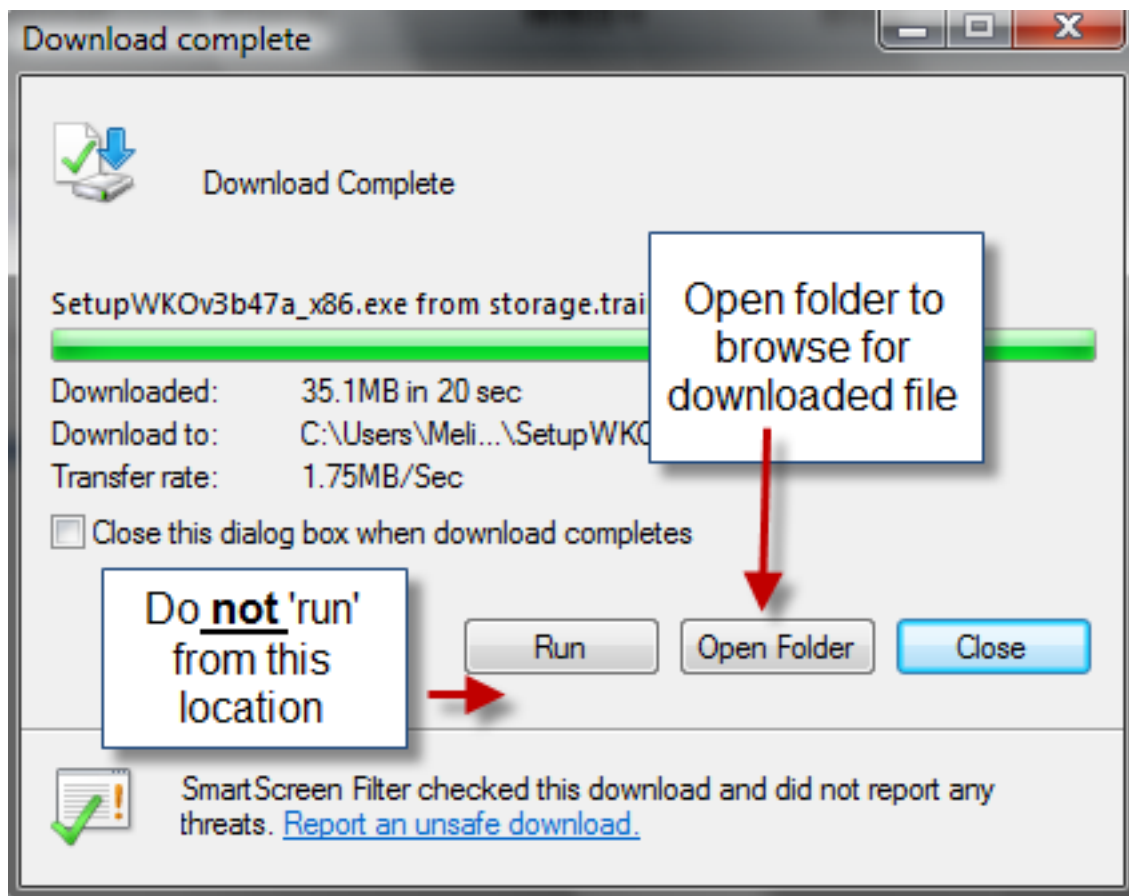 Download complete
Download Complete
SetupWKOv3b47a_x86.exe from storage.trai
Open folder to
browse for
downloaded file
Downloaded: 35.1MB in 20 sec
Download to: C:\Users\Meli...\SetupWKO
Transfer rate: 1.75MB/Sec
Close this dialog box when download completes
Do not 'run'
from this
location
Run Open Folder Close
SmartScreen Filter checked this download and did not report any
threats. Report an unsafe download.